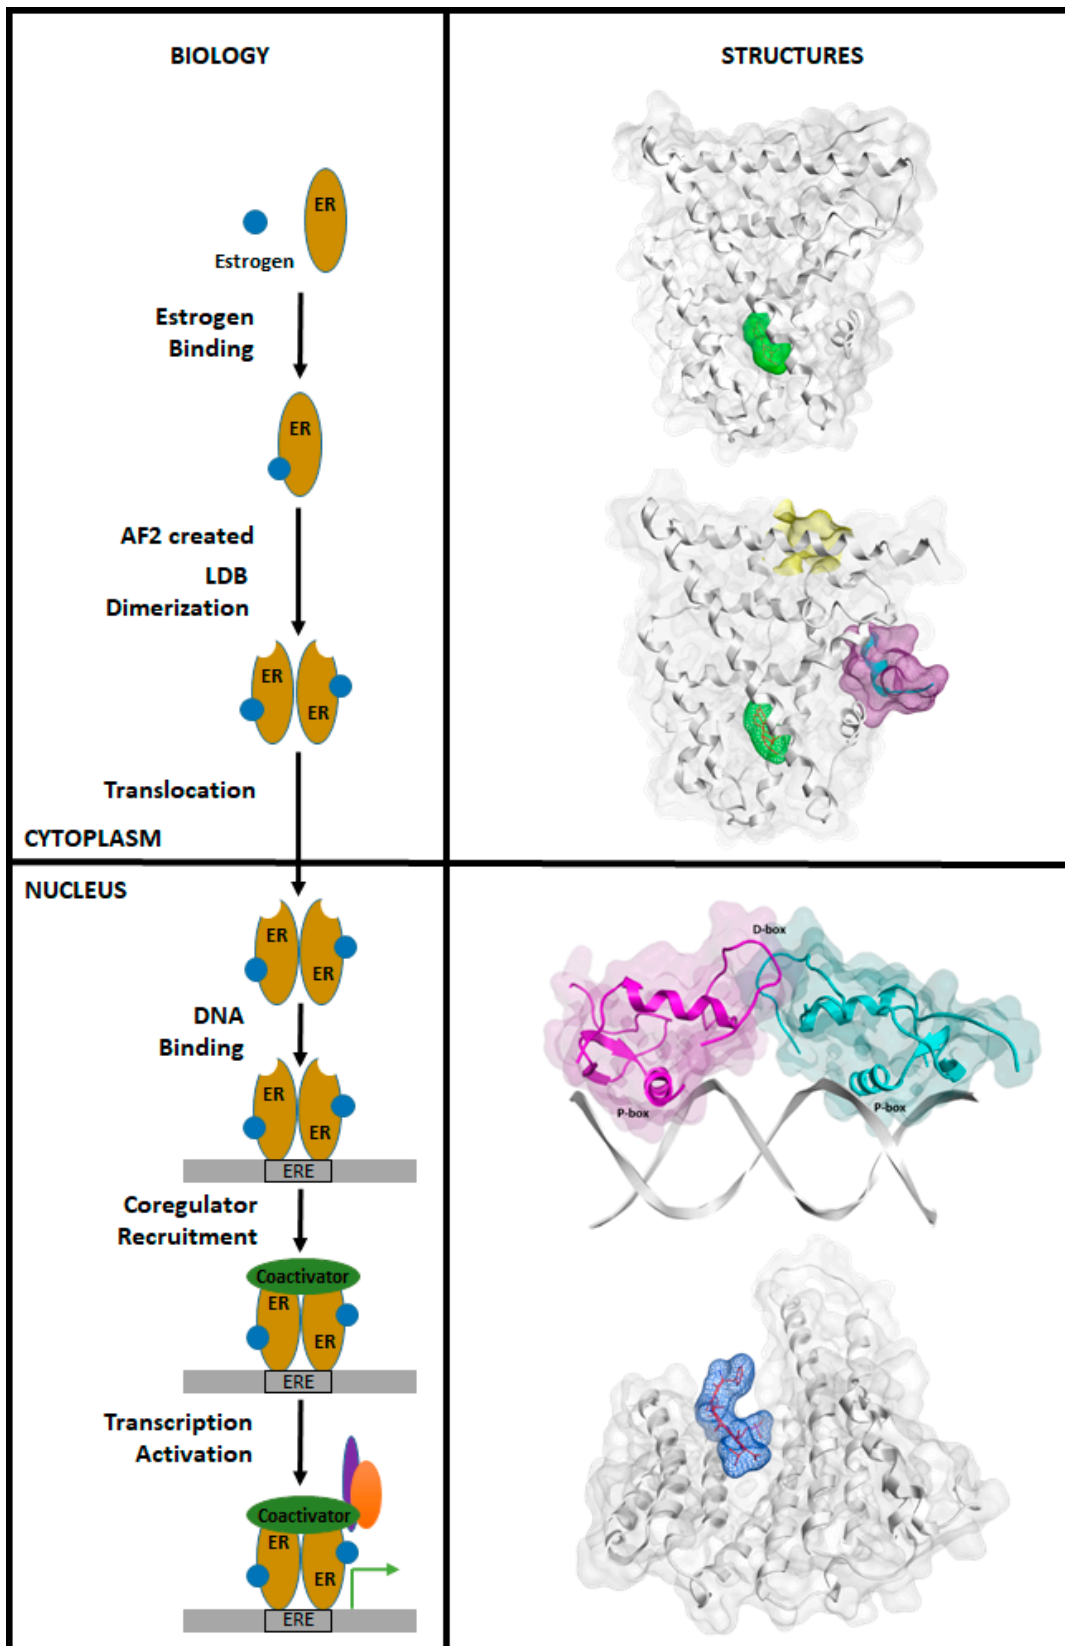 BIOLOGY
STRUCTURES
ER
Estrogen
Estrogen
Binding
ER
AF2 created
LDB
Dimerization
ER
ER
Translocation
CYTOPLASM
NUCLEUS
ER
ER
DNA
Binding
ER
ER
ERE
D-box
P-box
P-box
Coregulator
Recruitment
Coactivator
ER
ER
ERE
Transcription
Activation
Coactivator
ER
ER
ERE